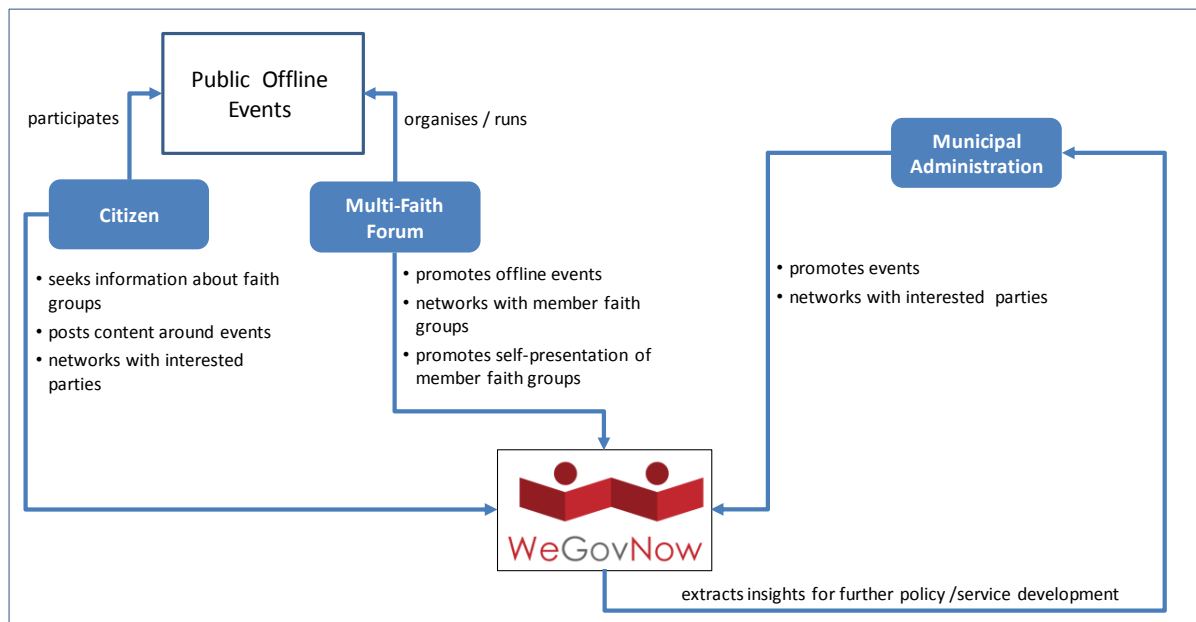 Public Offline
Events
participates
organises / runs
Municipal
Administration
Citizen
Multi-Faith
Forum
• seeks information about faith
groups
• posts content around events
• networks with interested
parties
• promotes offline events
• networks with member faith
groups
• promotes self-presentation of
member faith groups
• promotes events
• networks with interested parties
WeGovNow
extracts insights for further policy /service development